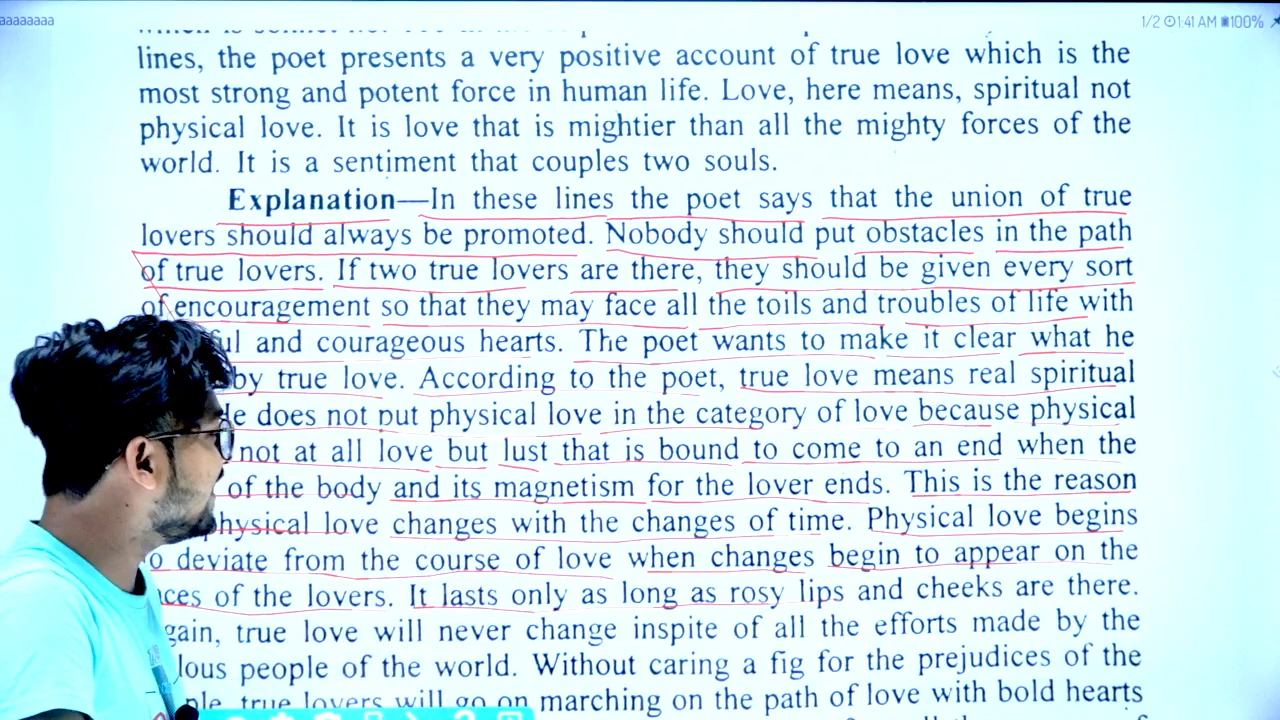 aaaaaaaaa
1/2 1:41 AM 100%
lines, the poet presents a very positive account of true love which is the
most strong and potent force in human life. Love, here means, spiritual not
physical love. It is love that is mightier than all the mighty forces of the
world. It is a sentiment that couples two souls.
Explanation—In these lines the poet says that the union of true
lovers should always be promoted. Nobody should put obstacles in the path
of true lovers. If two true lovers are there, they should be given every sort
of encouragement so that they may face all the toils and troubles of life with
and courageous hearts. The poet wants to make it clear what he
by true love. According to the poet, true love means real spiritual
does not put physical love in the category of love because physical
not at all love but lust that is bound to come to an end when the
of the body and its magnetism for the lover ends. This is the reason
physical love changes with the changes of time. Physical love begins
deviate from the course of love when changes begin to appear on the
of the lovers. It lasts only as long as rosy lips and cheeks are there.
true love will never change inspite of all the efforts made by the
people of the world. Without caring a fig for the prejudices of the
true lovers will go on marching on the path of love with bold hearts